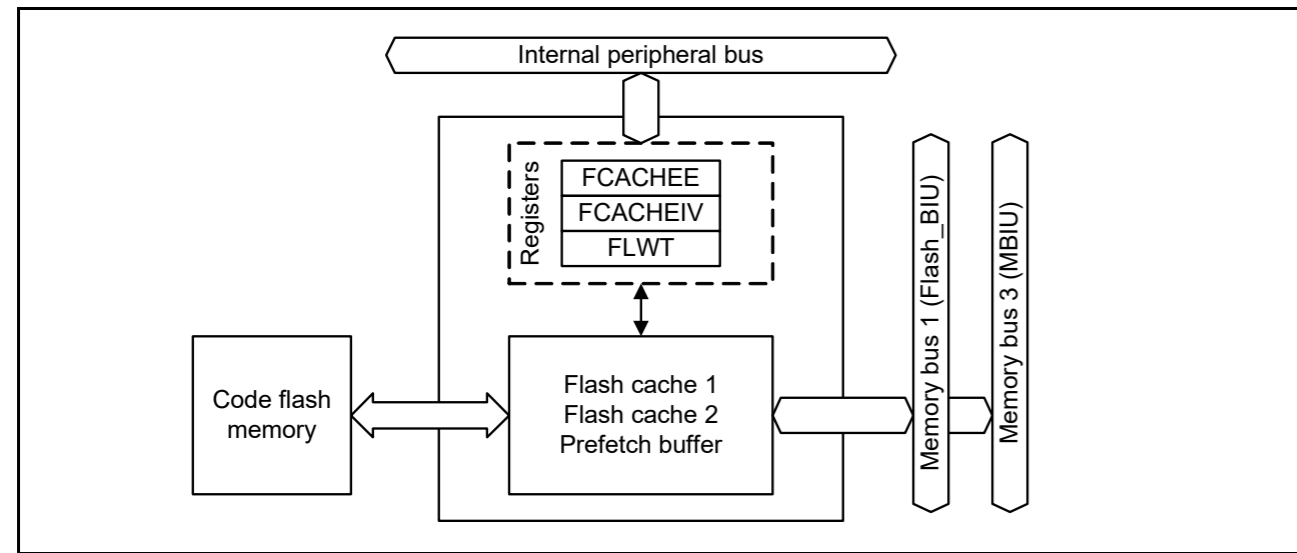 Internal peripheral bus
Registers
FCACHEE
FCACHEIV
FLWT
Code flash
memory
Flash cache 1
Flash cache 2
Prefetch buffer
Memory bus 1 (Flash_BIU)
Memory bus 3 (MBIU)